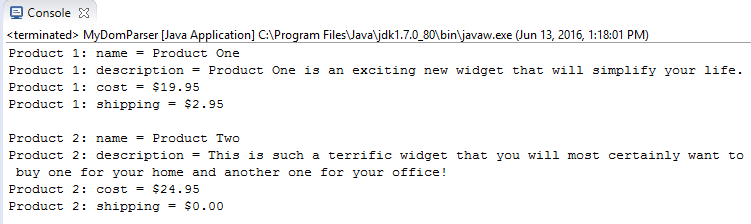 Console
<terminated> MyDomParser [Java Application] C:\Program Files\Java\jdk1.7.0_80\bin\javaw.exe (Jun 13, 2016, 1:18:01 PM)
Product 1: name = Product One
Product 1: description = Product One is an exciting new widget that will simplify your life.
Product 1: cost = $19.95
Product 1: shipping = $2.95
Product 2: name = Product Two
Product 2: description = This is such a terrific widget that you will most certainly want to
buy one for your home and another one for your office!
Product 2: cost = $24.95
Product 2: shipping = $0.00